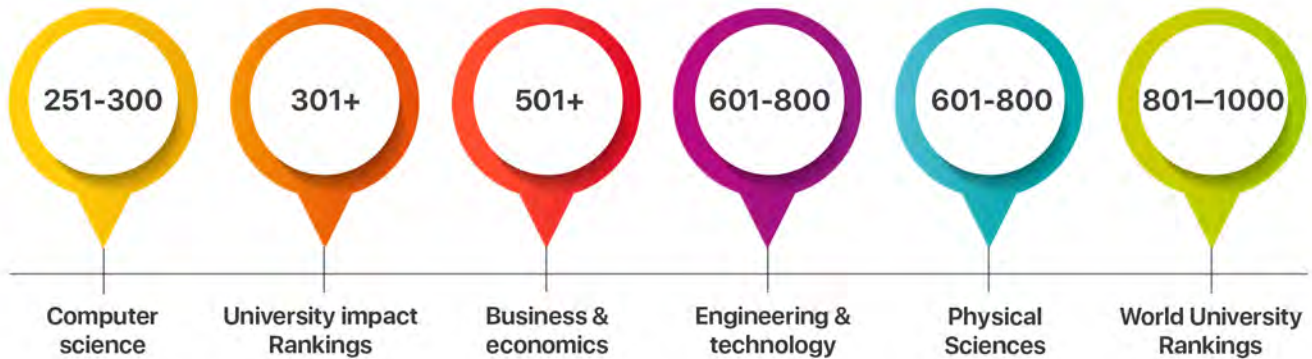 251-300
301+
501+
601-800
601-800
801–1000
Computer
science
University impact
Rankings
Business &
economics
Engineering &
technology
Physical
Sciences
World University
Rankings